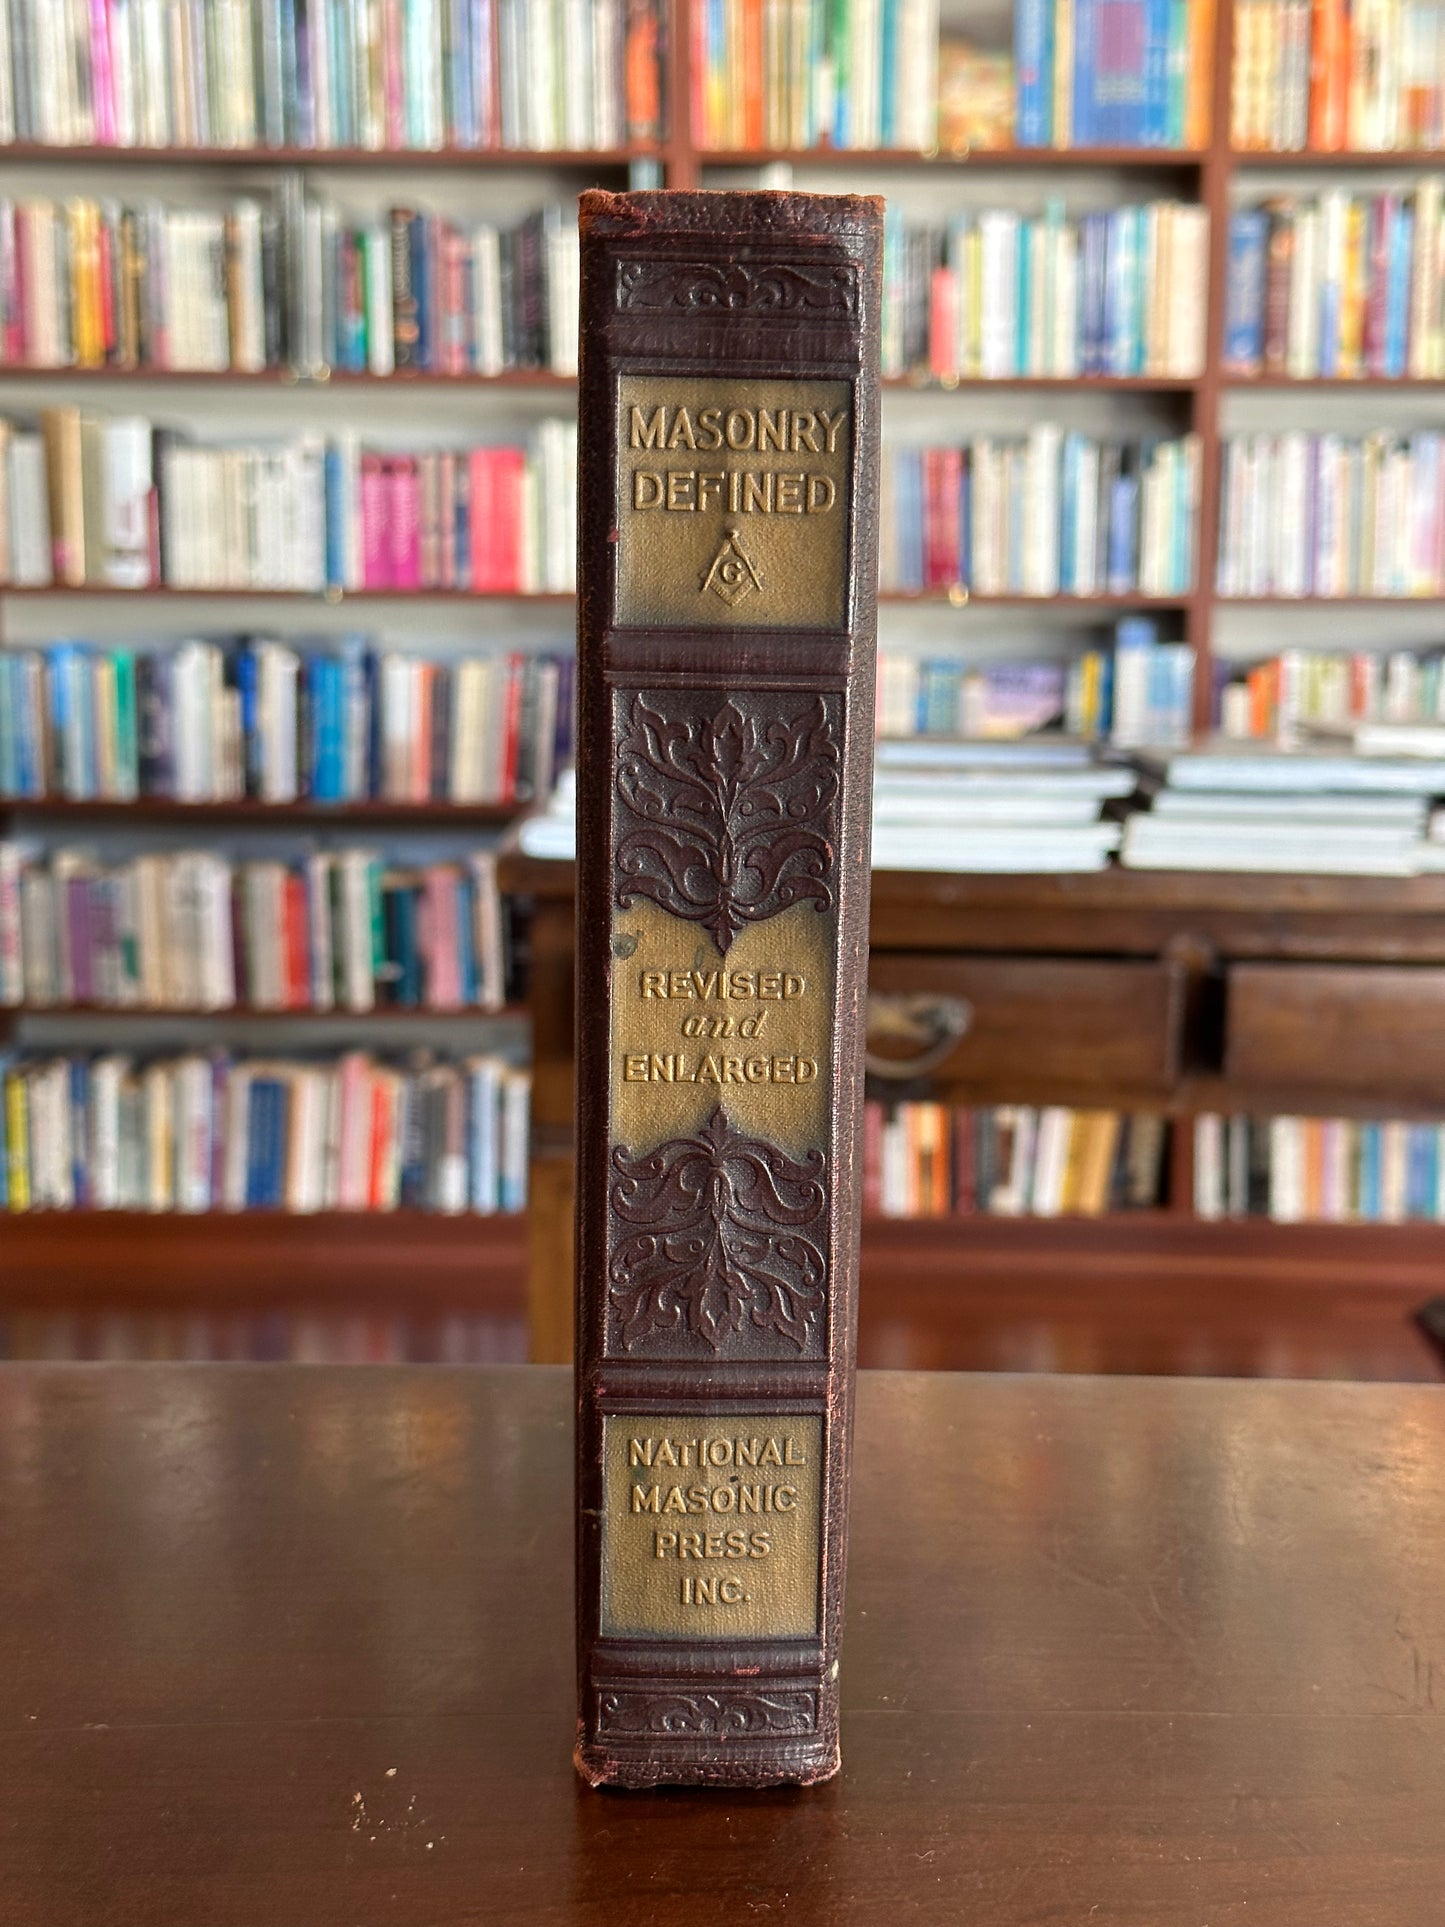 MASONRY
DEFINED
G
REVISED
and
ENLARGED
NATIONAL
MASONIC
PRESS
INC.